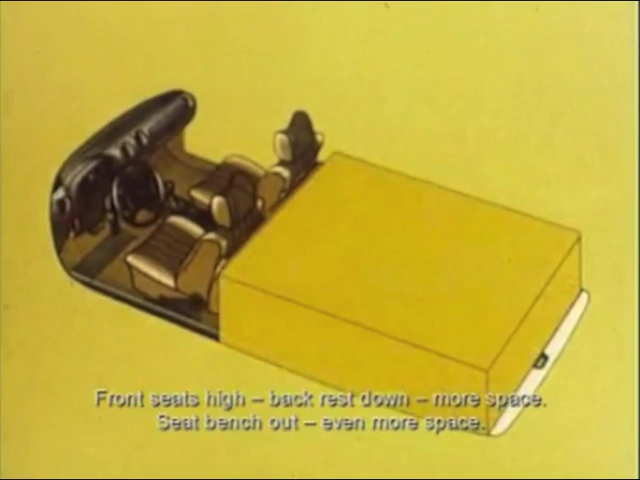 Front seats high – back rest down – more space.
Seat bench out – even more space.